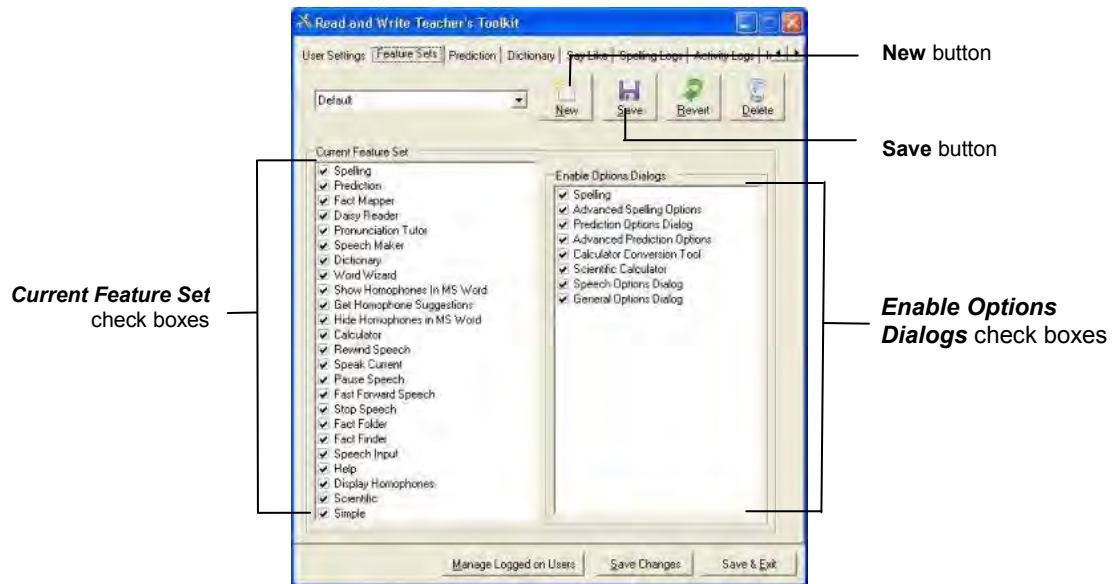 Read and Write Teacher's Toolkit
User Settings Feature Sets Prediction Dictionary Say Like Spelling Logs Activity Logs
New button
Default
New Save Revert Delete
Save button
Current Feature Set
Spelling
Prediction
Fact Mapper
Daisy Reader
Pronunciation Tutor
Speech Maker
Dictionary
Word Wizard
Show Homophones In MS Word
Get Homophone Suggestions
Hide Homophones in MS Word
Calculator
Rewind Speech
Speak Current
Pause Speech
Fast Forward Speech
Stop Speech
Fact Folder
Fact Finder
Speech Input
Help
Display Homophones
Scientific
Simple
Enable Options Dialogs
Spelling
Advanced Spelling Options
Prediction Options Dialog
Advanced Prediction Options
Calculator Conversion Tool
Scientific Calculator
Speech Options Dialog
General Options Dialog
Current Feature Set
check boxes
Enable Options
Dialogs check boxes
Manage Logged on Users Save Changes Save & Exit